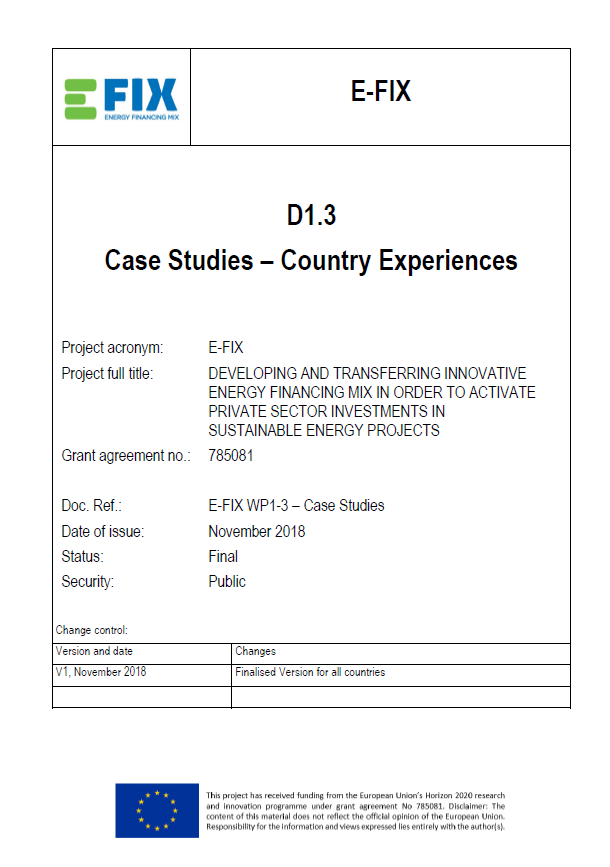 E FIX
ENERGY FINANCING MIX
E-FIX
D1.3
Case Studies – Country Experiences
Project acronym: E-FIX
Project full title: DEVELOPING AND TRANSFERRING INNOVATIVE
ENERGY FINANCING MIX IN ORDER TO ACTIVATE
PRIVATE SECTOR INVESTMENTS IN
SUSTAINABLE ENERGY PROJECTS
Grant agreement no.: 785081
Doc. Ref.: E-FIX WP1-3 – Case Studies
Date of issue: November 2018
Status: Final
Security: Public
Change control:
Version and date Changes
V1, November 2018 Finalised Version for all countries
This project has received funding from the European Union's Horizon 2020 research
and innovation programme under grant agreement No 785081. Disclaimer: The
content of this material does not reflect the official opinion of the European Union.
Responsibility for the information and views expressed lies entirely with the author(s).